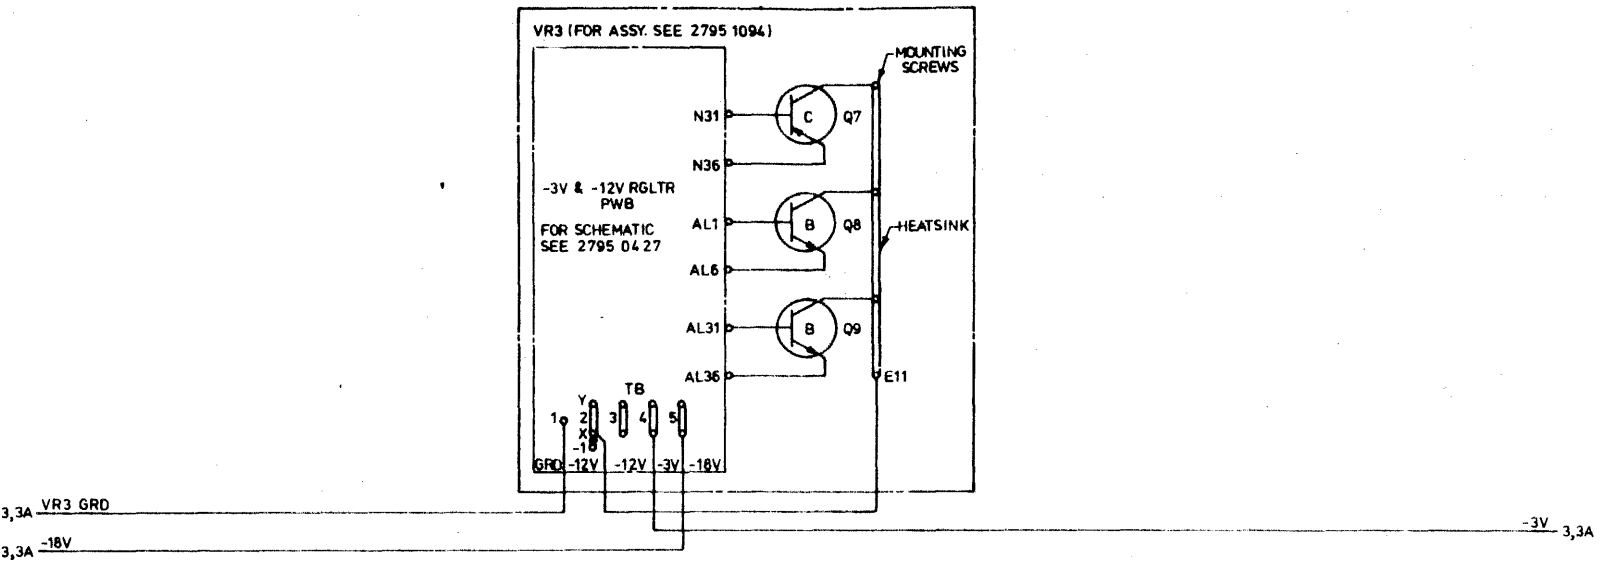 VR3 (FOR ASSY. SEE 2795 1094)
MOUNTING
SCREWS
N31
C
Q7
N36
-3V & -12V RGLTR
PWB
FOR SCHEMATIC
SEE 2795 0427
AL1
B
Q8
HEATSINK
AL6
AL31
B
Q9
AL36
E11
TB
Y
1
2
3
4
5
X
-1
GRD
-12V
-12V
-3V
-18V
3,3A
VR3 GRD
-3V
3,3A
3,3A
-18V